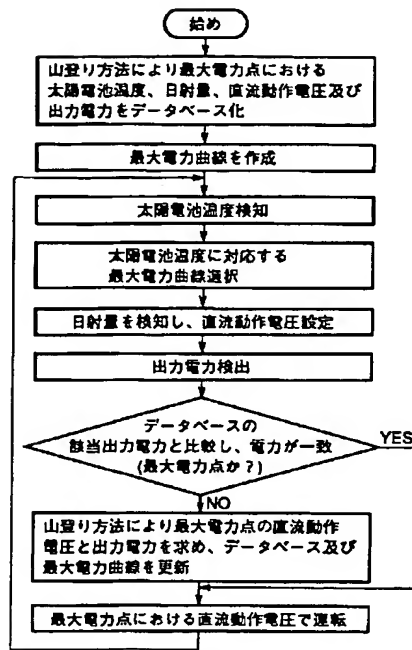 始め
山登り方法により最大電力点における
太陽電池温度、日射量、直流動作電圧及び
出力電力をデータベース化
最大電力曲線を作成
太陽電池温度検知
太陽電池温度に対応する
最大電力曲線選択
日射量を検知し、直流動作電圧設定
出力電力検出
データベースの
該当出力電力と比較し、電力が一致
(最大電力点か?)
YES
NO
山登り方法により最大電力点の直流動作
電圧と出力電力を求め、データベース及び
最大電力曲線を更新
最大電力点における直流動作電圧で運転